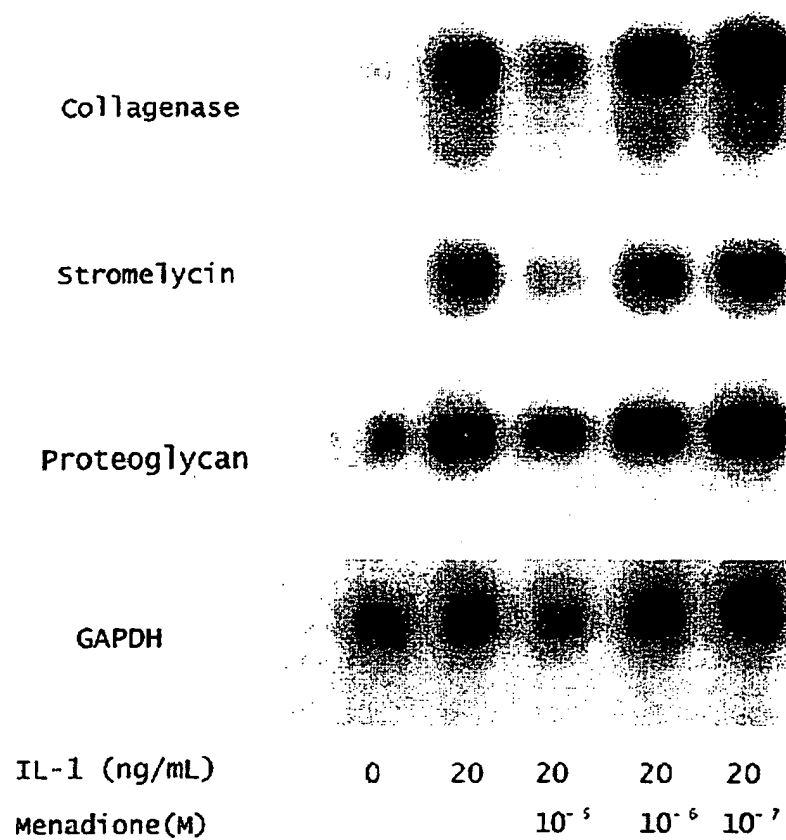 Collagenase
Stromelycin
Proteoglycan
GAPDH
IL-1 (ng/mL) 0 20 20 20 20
Menadione(M) 10⁻⁵ 10⁻⁶ 10⁻⁷